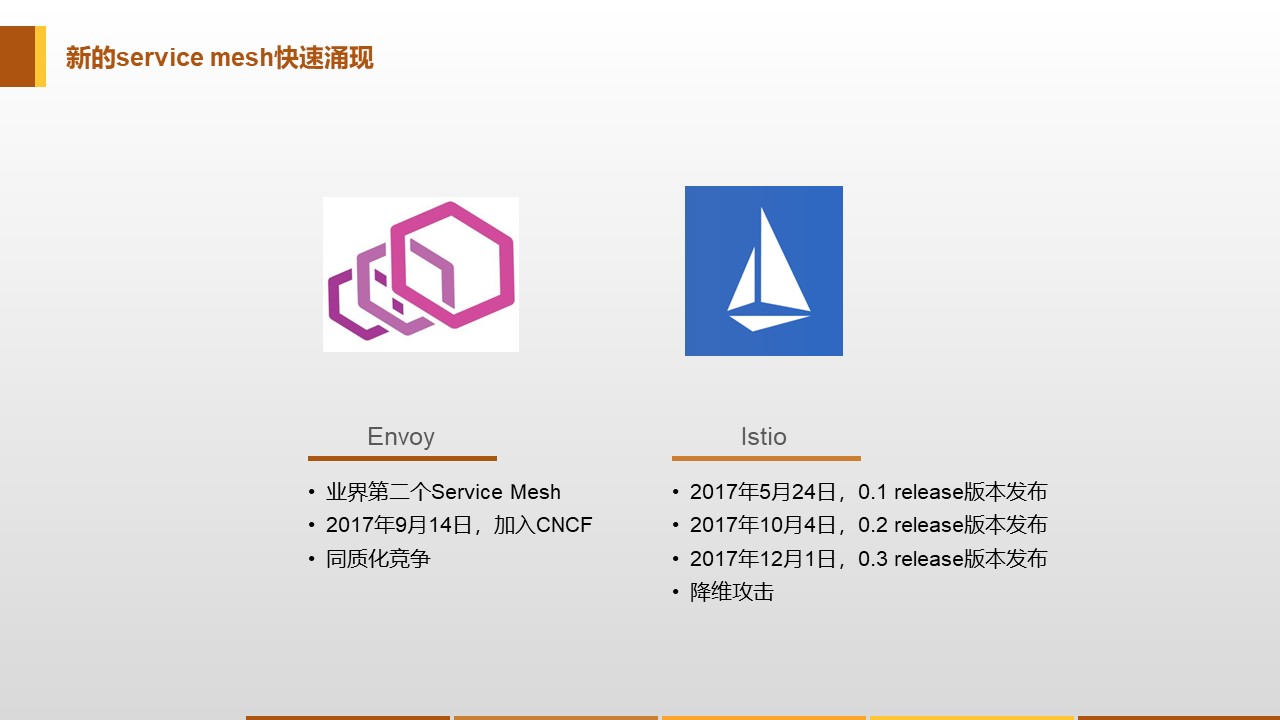 新的service mesh快速涌现
Envoy
• 业界第二个Service Mesh
• 2017年9月14日，加入CNCF
• 同质化竞争
Istio
• 2017年5月24日，0.1 release版本发布
• 2017年10月4日，0.2 release版本发布
• 2017年12月1日，0.3 release版本发布
• 降维攻击